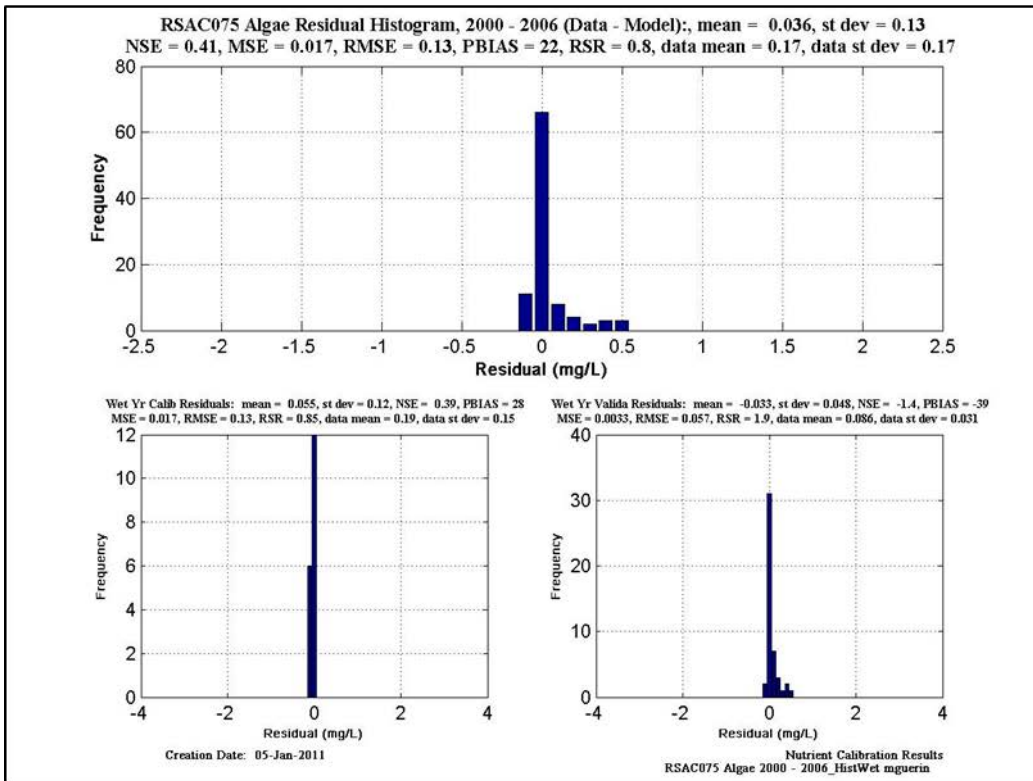 RSAC075 Algae Residual Histogram, 2000 - 2006 (Data - Model):, mean = 0.036, st dev = 0.13
NSE = 0.41, MSE = 0.017, RMSE = 0.13, PBIAS = 22, RSR = 0.8, data mean = 0.17, data st dev = 0.17
80
60
40
20
0
Frequency
-2.5 -2 -1.5 -1 -0.5 0 0.5 1 1.5 2 2.5
Residual (mg/L)
Wet Yr Calib Residuals: mean = 0.055, st dev = 0.12, NSE = 0.39, PBIAS = 28
MSE = 0.017, RMSE = 0.13, RSR = 0.85, data mean = 0.19, data st dev = 0.15
12
10
8
6
4
2
0
Frequency
-4 -2 0 2 4
Residual (mg/L)
Wet Yr Valida Residuals: mean = -0.033, st dev = 0.048, NSE = -1.4, PBIAS = -39
MSE = 0.0033, RMSE = 0.057, RSR = 1.9, data mean = 0.086, data st dev = 0.031
40
30
20
10
0
Frequency
-4 -2 0 2 4
Residual (mg/L)
Creation Date: 05-Jan-2011
Nutrient Calibration Results
RSAC075 Algae 2000 - 2006_HistWet mguerin